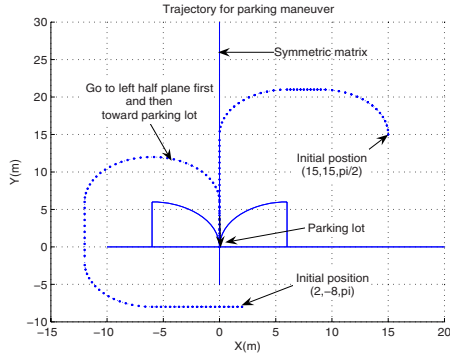 Trajectory for parking maneuver
30
25
20
15
10
5
0
−5
−10
Y(m)
Symmetric matrix
Go to left half plane first
and then
toward parking lot
Initial postion
(15,15,pi/2)
Parking lot
Initial position
(2,−8,pi)
−15
−10
−5
0
5
10
15
20
X(m)